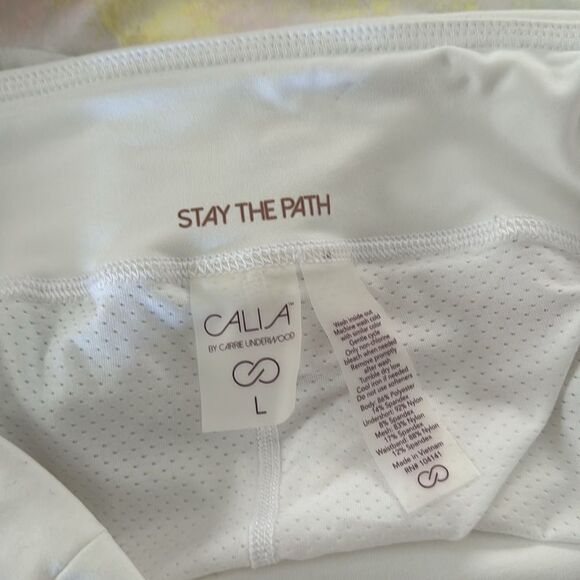 STAY THE PATH
CALIA™
BY CARRIE UNDERWOOD
L
Wash inside out
Machine wash cold
with similar color
Gentle cycle
Only non-chlorine
bleach when needed
Remove promptly
after wash
Tumble dry low
Cool iron if needed
Do not use softeners
Body: 86% Polyester
14% Spandex
Undershort: 92% Nylon
8% Spandex
Mesh: 83% Nylon
17% Spandex
Waistband: 88% Nylon
12% Spandex
Made in Vietnam
RN# 104141